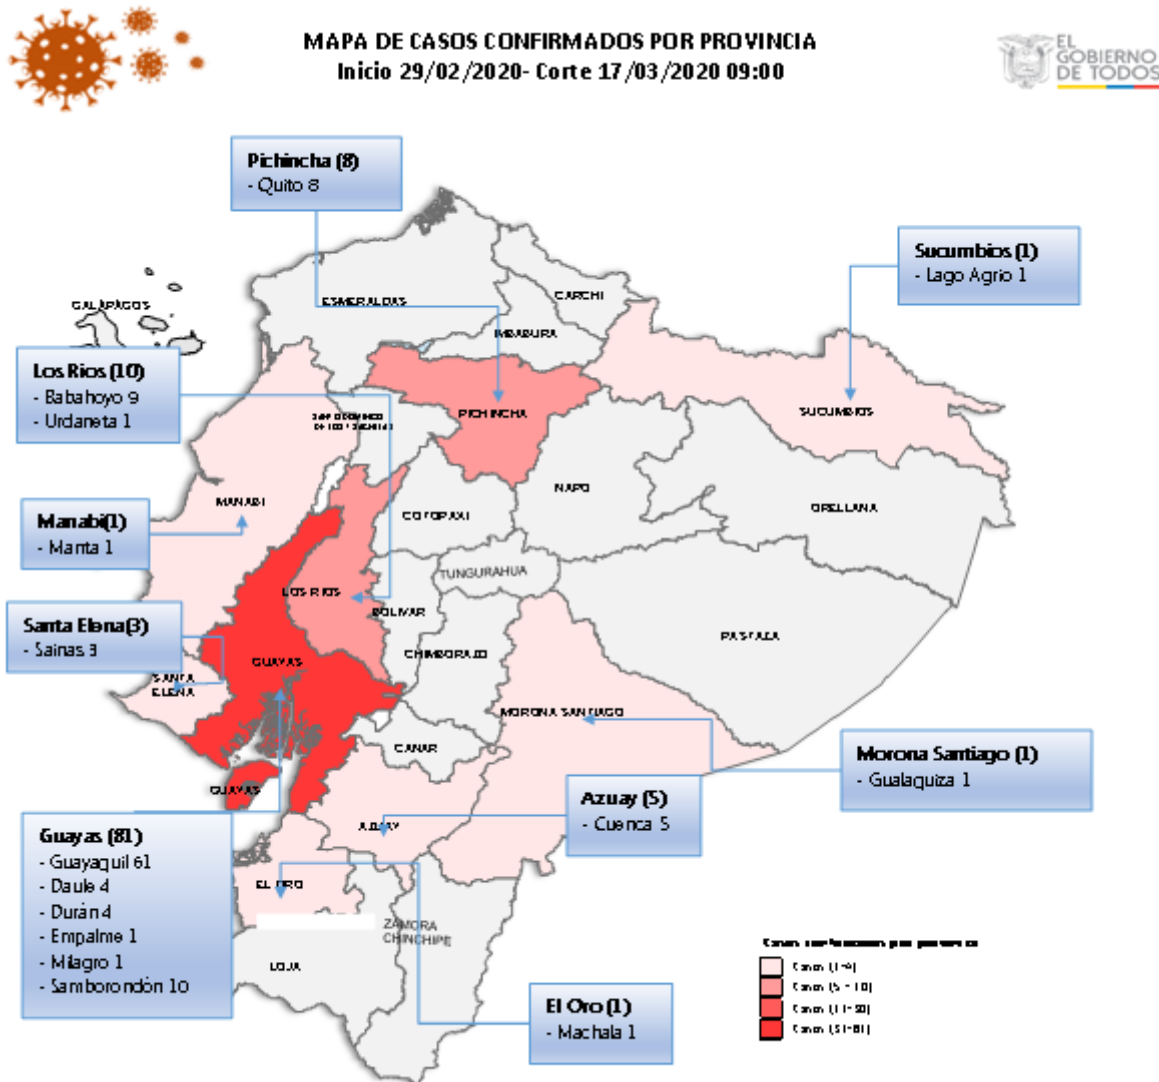 MAPA DE CASOS CONFIRMADOS POR PROVINCIA
Inicio 29/02/2020- Corte 17/03/2020 09:00
EL
GOBIERNO
DE TODOS
Pichincha (8)
- Quito 8
Sucumbios (1)
- Lago Agrio 1
Los Rios (10)
- Babahoyo 9
- Urdaneta 1
Manabi(1)
- Manta 1
Santa Elena(3)
- Salinas 3
Morona Santiago (1)
- Gualaquiza 1
Azuay (5)
- Cuenca 5
Guayas (81)
- Guayaquil 61
- Daule 4
- Durán 4
- Empalme 1
- Milagro 1
- Samborondón 10
El Oro (1)
- Machala 1
GALÁPAGOS
ESMERALDAS
CARCHI
IMBABURA
PICHINCHA
SUCUMBIOS
MANABI
NAPO
ORELLANA
COTOPAXI
TUNGURAHUA
LOS RIOS
BOLIVAR
PASTAZA
CHIMBORAZO
GUAYAS
SANTA
ELENA
MORONA SANTIAGO
CAÑAR
GUAYAS
AZUAY
EL ORO
ZAMORA
CHINCHIPE
LOJA
Casos confirmados por provincia